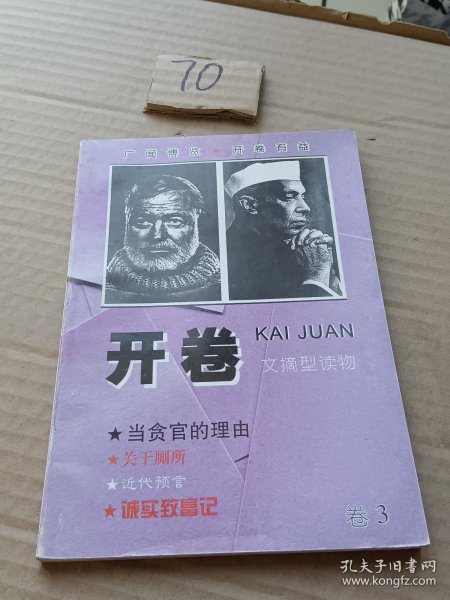 70
广闻博览 开卷有益
开卷 KAI JUAN
文摘型读物
★当贪官的理由
★关于厕所
★近代预言
★诚实致富记
卷3
孔夫子旧书网
www.kongfz.com